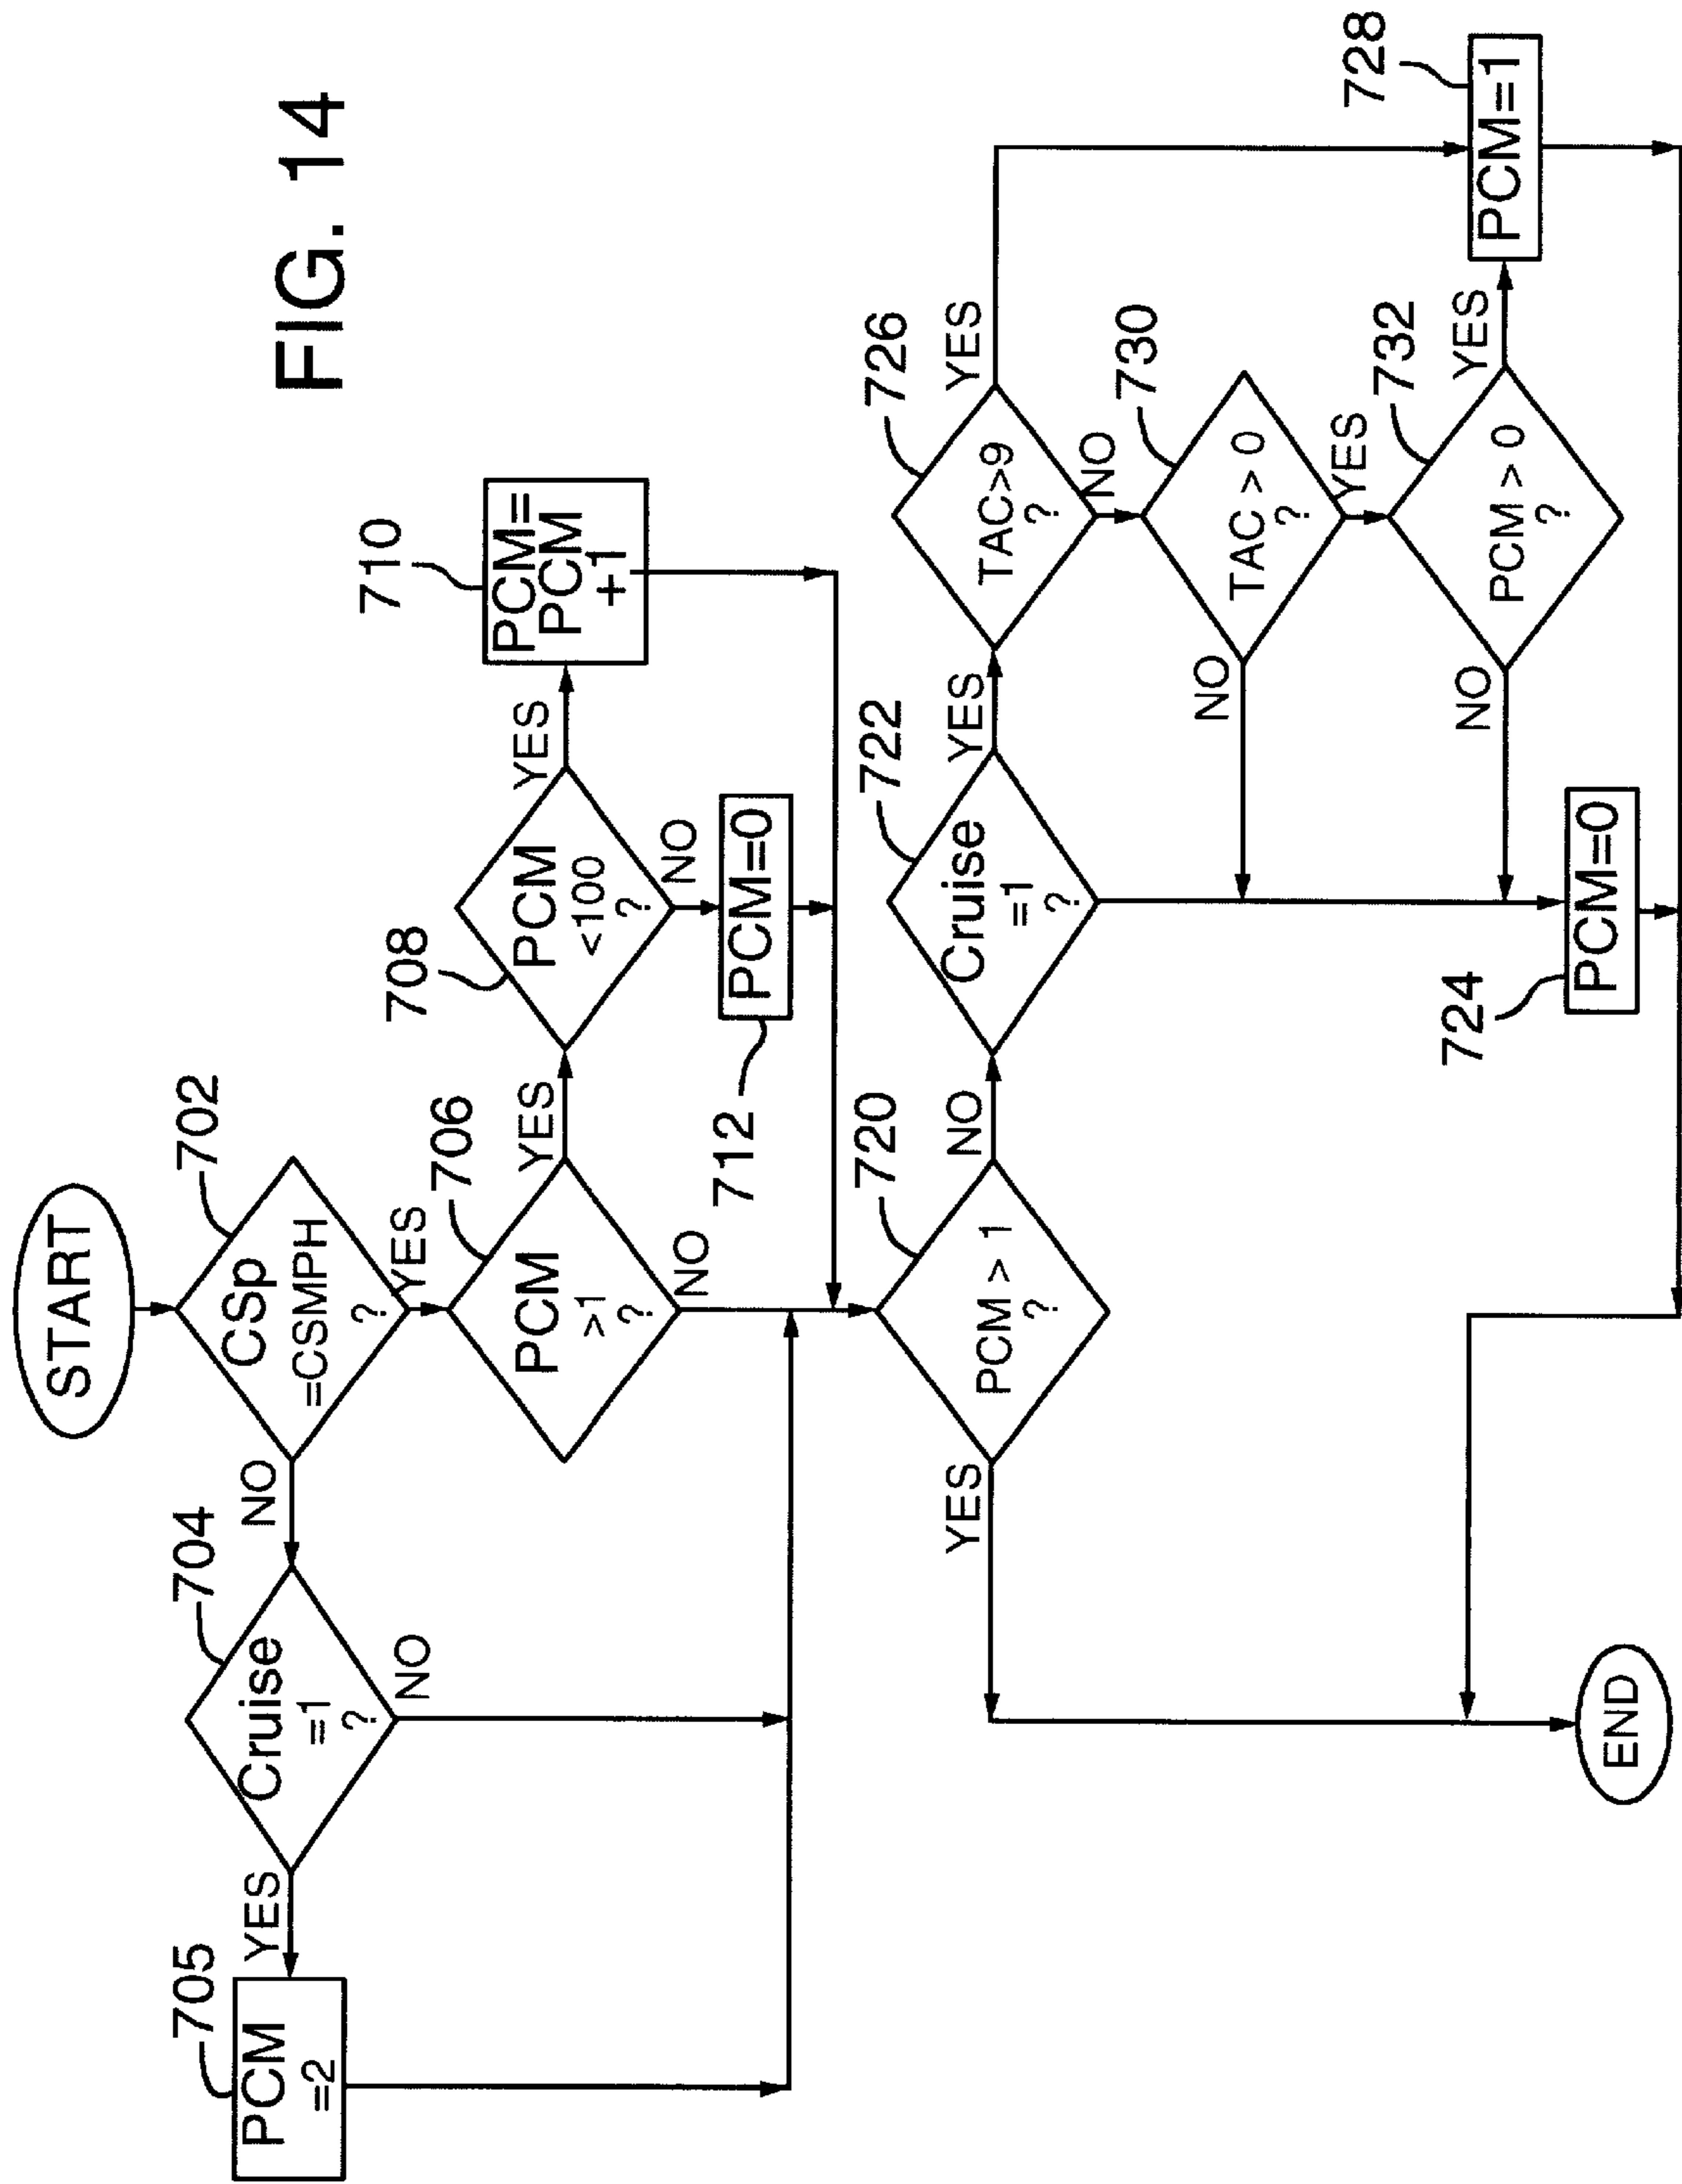 FIG. 14
START
702
CSp
=CSMPH
?
NO
YES
704
Cruise
=1
?
YES
NO
705
PCM
=2
706
PCM
>1
?
YES
NO
708
PCM
<100
?
YES
NO
710
PCM=
PCM
+1
712
PCM=0
720
PCM > 1
?
YES
NO
722
Cruise
=1
?
YES
726
TAC>9
?
YES
NO
730
TAC > 0
?
NO
YES
732
PCM > 0
?
NO
YES
728
PCM=1
724
PCM=0
END